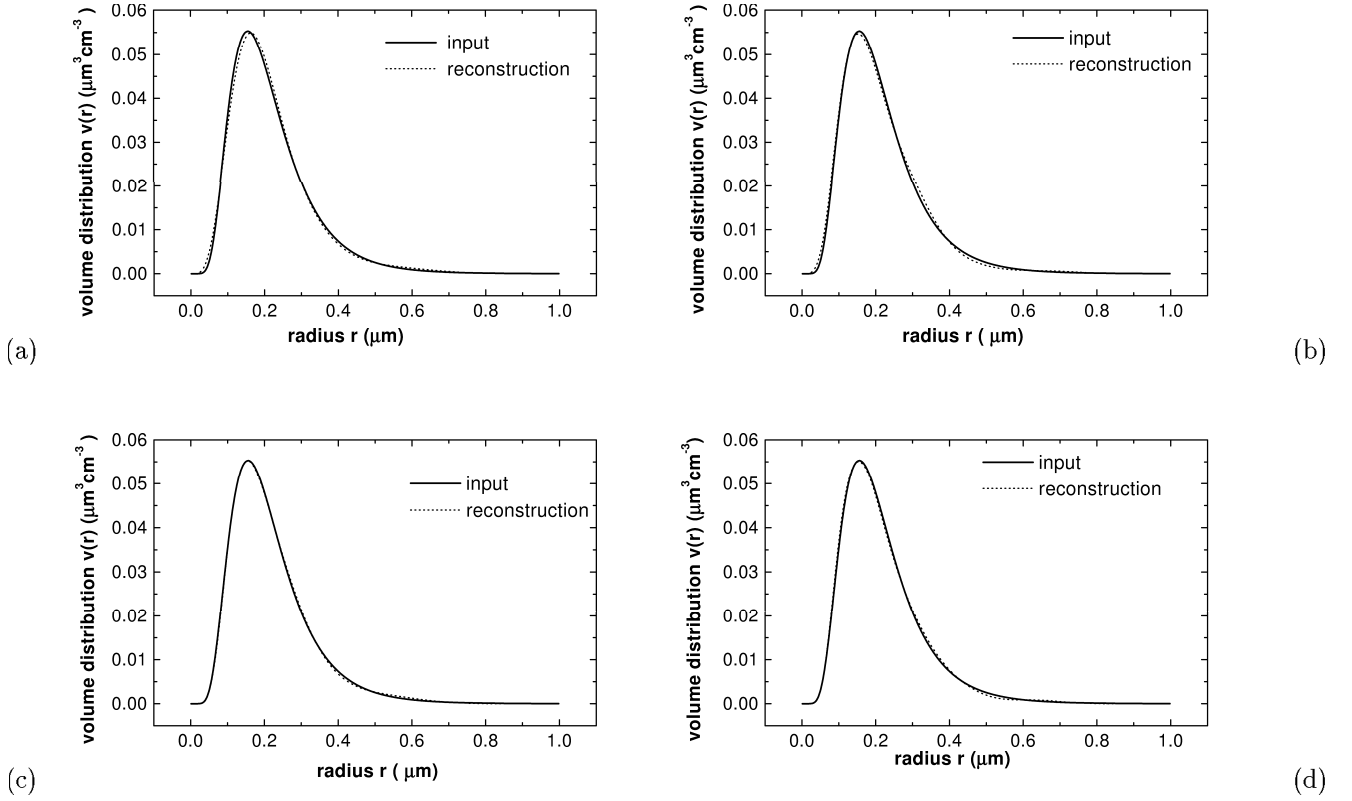 0.06
0.05
0.04
0.03
0.02
0.01
0.00
volume distribution v(r) (μm³cm⁻³ )
input
reconstruction
0.0 0.2 0.4 0.6 0.8 1.0
radius r (μm)
(a)
0.06
0.05
0.04
0.03
0.02
0.01
0.00
volume distribution v(r) (μm³cm⁻³ )
input
reconstruction
0.0 0.2 0.4 0.6 0.8 1.0
radius r ( μm)
(b)
0.06
0.05
0.04
0.03
0.02
0.01
0.00
volume distribution v(r) (μm³cm⁻³ )
input
reconstruction
0.0 0.2 0.4 0.6 0.8 1.0
radius r ( μm)
(c)
0.06
0.05
0.04
0.03
0.02
0.01
0.00
volume distribution v(r) (μm³cm⁻³)
input
reconstruction
0.0 0.2 0.4 0.6 0.8 1.0
radius r (μm)
(d)